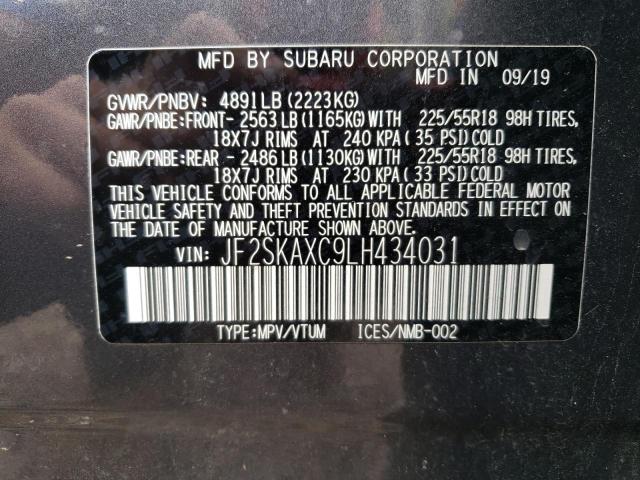 MFD BY SUBARU CORPORATION
MFD IN 09/19
GVWR/PNBV: 4891LB(2223KG)
GAWR/PNBE:FRONT- 2563LB(1165KG)WITH 225/55R18 98H TIRES,
18X7J RIMS AT 240 KPA(35 PSI)COLD
GAWR/PNBE:REAR - 2486LB(1130KG)WITH 225/55R18 98H TIRES,
18X7J RIMS AT 230 KPA(33 PSI)COLD
THIS VEHICLE CONFORMS TO ALL APPLICABLE FEDERAL MOTOR
VEHICLE SAFETY AND THEFT PREVENTION STANDARDS IN EFFECT
ON THE DATE OF MANUFACTURE SHOWN ABOVE
VIN: JF2SKAXC9LH434031
TYPE:MPV/VTUM ICES/NMB-002